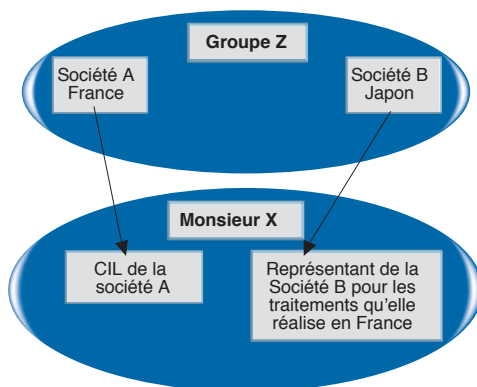 Groupe Z
Société A
France
Société B
Japon
Monsieur X
CIL de la
société A
Représentant de la
Société B pour les
traitements qu’elle
réalise en France